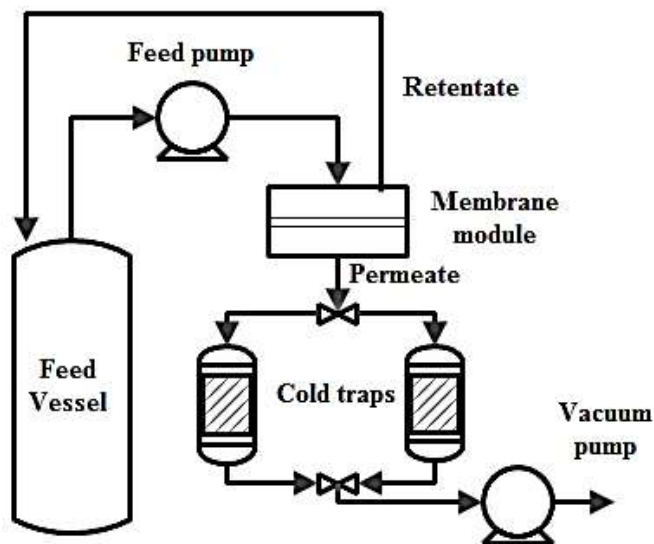 Feed pump
Retentate
Membrane
module
Permeate
Feed
Vessel
Cold traps
Vacuum
pump